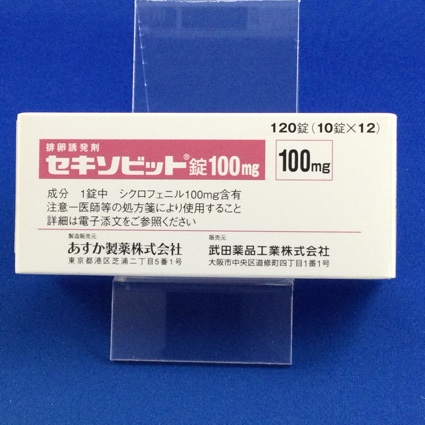 120錠(10錠×12)
排卵誘発剤
セキソビット®錠100mg
100mg
成分 1錠中 シクロフェニル100mg含有
注意－医師等の処方箋により使用すること
詳細は電子添文をご参照ください
製造販売元
あすか製薬株式会社
東京都港区芝浦二丁目5番1号
販売元
武田薬品工業株式会社
大阪市中央区道修町四丁目1番1号